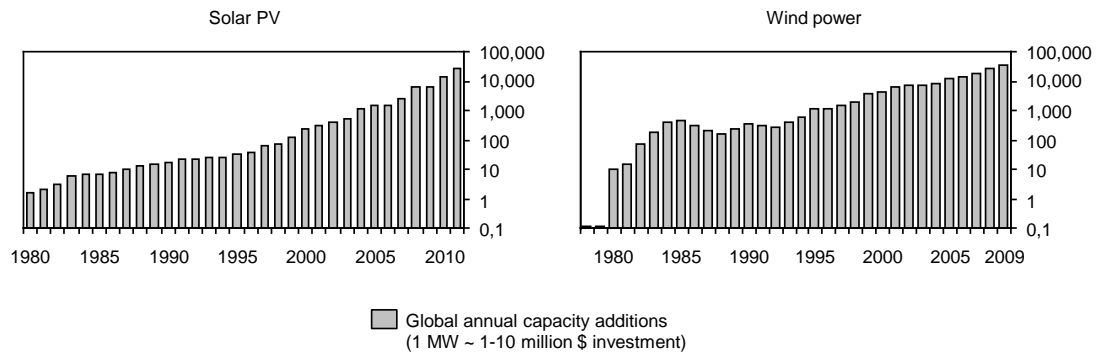 Solar PV
100,000
10,000
1,000
100
10
1
0,1
1980 1985 1990 1995 2000 2005 2010
Wind power
100,000
10,000
1,000
100
10
1
0,1
1980 1985 1990 1995 2000 2005 2009
Global annual capacity additions
(1 MW ~ 1-10 million $ investment)